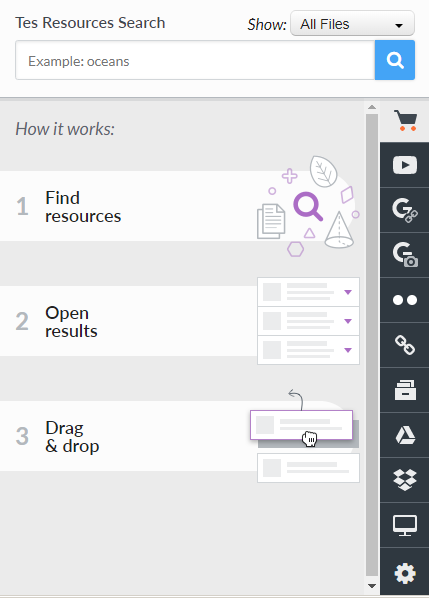 Tes Resources Search
Show: All Files
Example: oceans
How it works:
1 Find
resources
2 Open
results
3 Drag
& drop